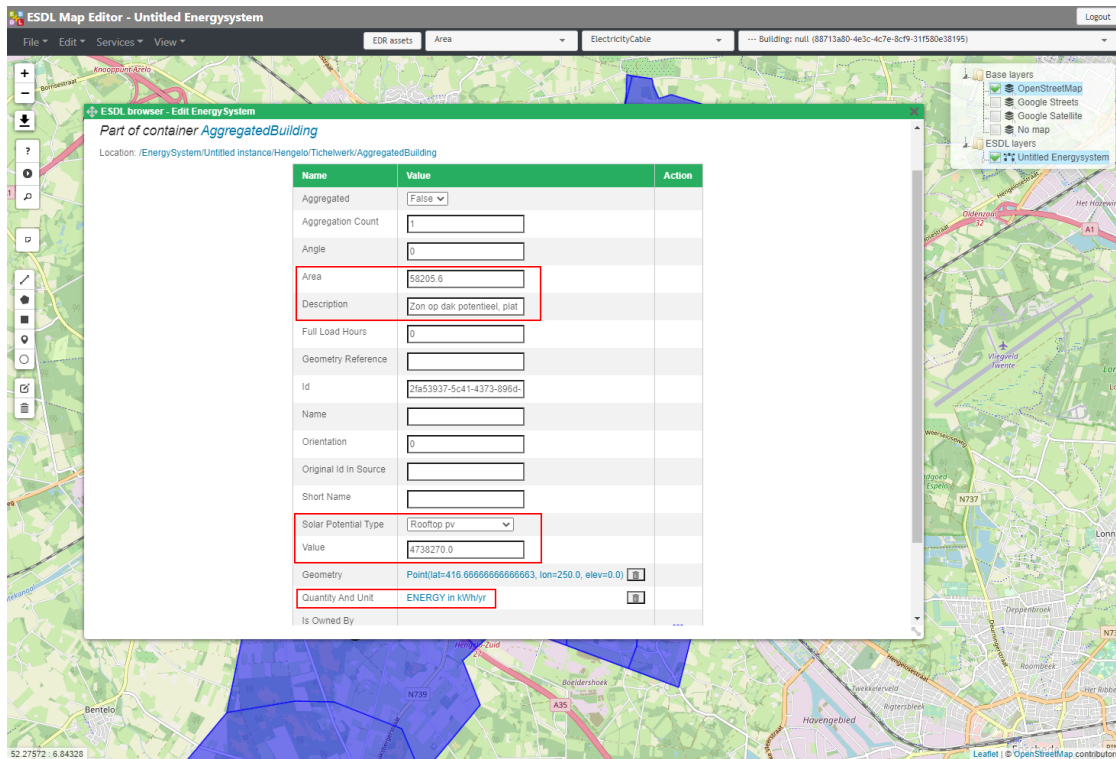 ESDL Map Editor - Untitled Energysystem
Logout
File Edit Services View
EDR assets
Area
ElectricityCable
--- Building: null (88713a80-4e3c-4c7e-8cf9-31f580e38195)
+
−
?
Knooppunt Azelo
Bornsestraat
Base layers
OpenStreetMap
Google Streets
Google Satellite
No map
ESDL layers
Untitled Energysystem
ESDL browser - Edit EnergySystem
Part of container AggregatedBuilding
Location: /EnergySystem/Untitled instance/Hengelo/Tichelwerk/AggregatedBuilding
Name Value Action
Aggregated False
Aggregation Count 1
Angle 0
Area 58205.6
Description Zon op dak potentieel, plat
Full Load Hours 0
Geometry Reference
Id 2fa53937-5c41-4373-896d-
Name
Orientation 0
Original Id In Source
Short Name
Solar Potential Type Rooftop pv
Value 4738270.0
Geometry Point(lat=416.66666666666663, lon=250.0, elev=0.0)
Quantity And Unit ENERGY in kWh/yr
Is Owned By
Hengelosestraat
Oldenzaal
32
A1
Vliegveld
Twente
N737
Lonn
Deppenbroek
N73
Roombeek
Het Ribbe
Hengelo-Zuid
27
Boeldershoek
A35
N739
Bentelo
Twekkelerveld
Rigtersbleek
Havengebied
52.27572 : 6.84328
Leaflet | © OpenStreetMap contributors